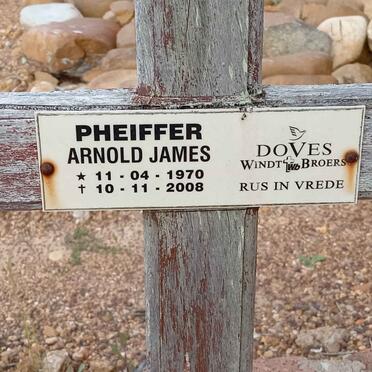 PHEIFFER
ARNOLD JAMES
★ 11 - 04 - 1970
✝ 10 - 11 - 2008
DOVES
WINDT BROERS
RUS IN VREDE